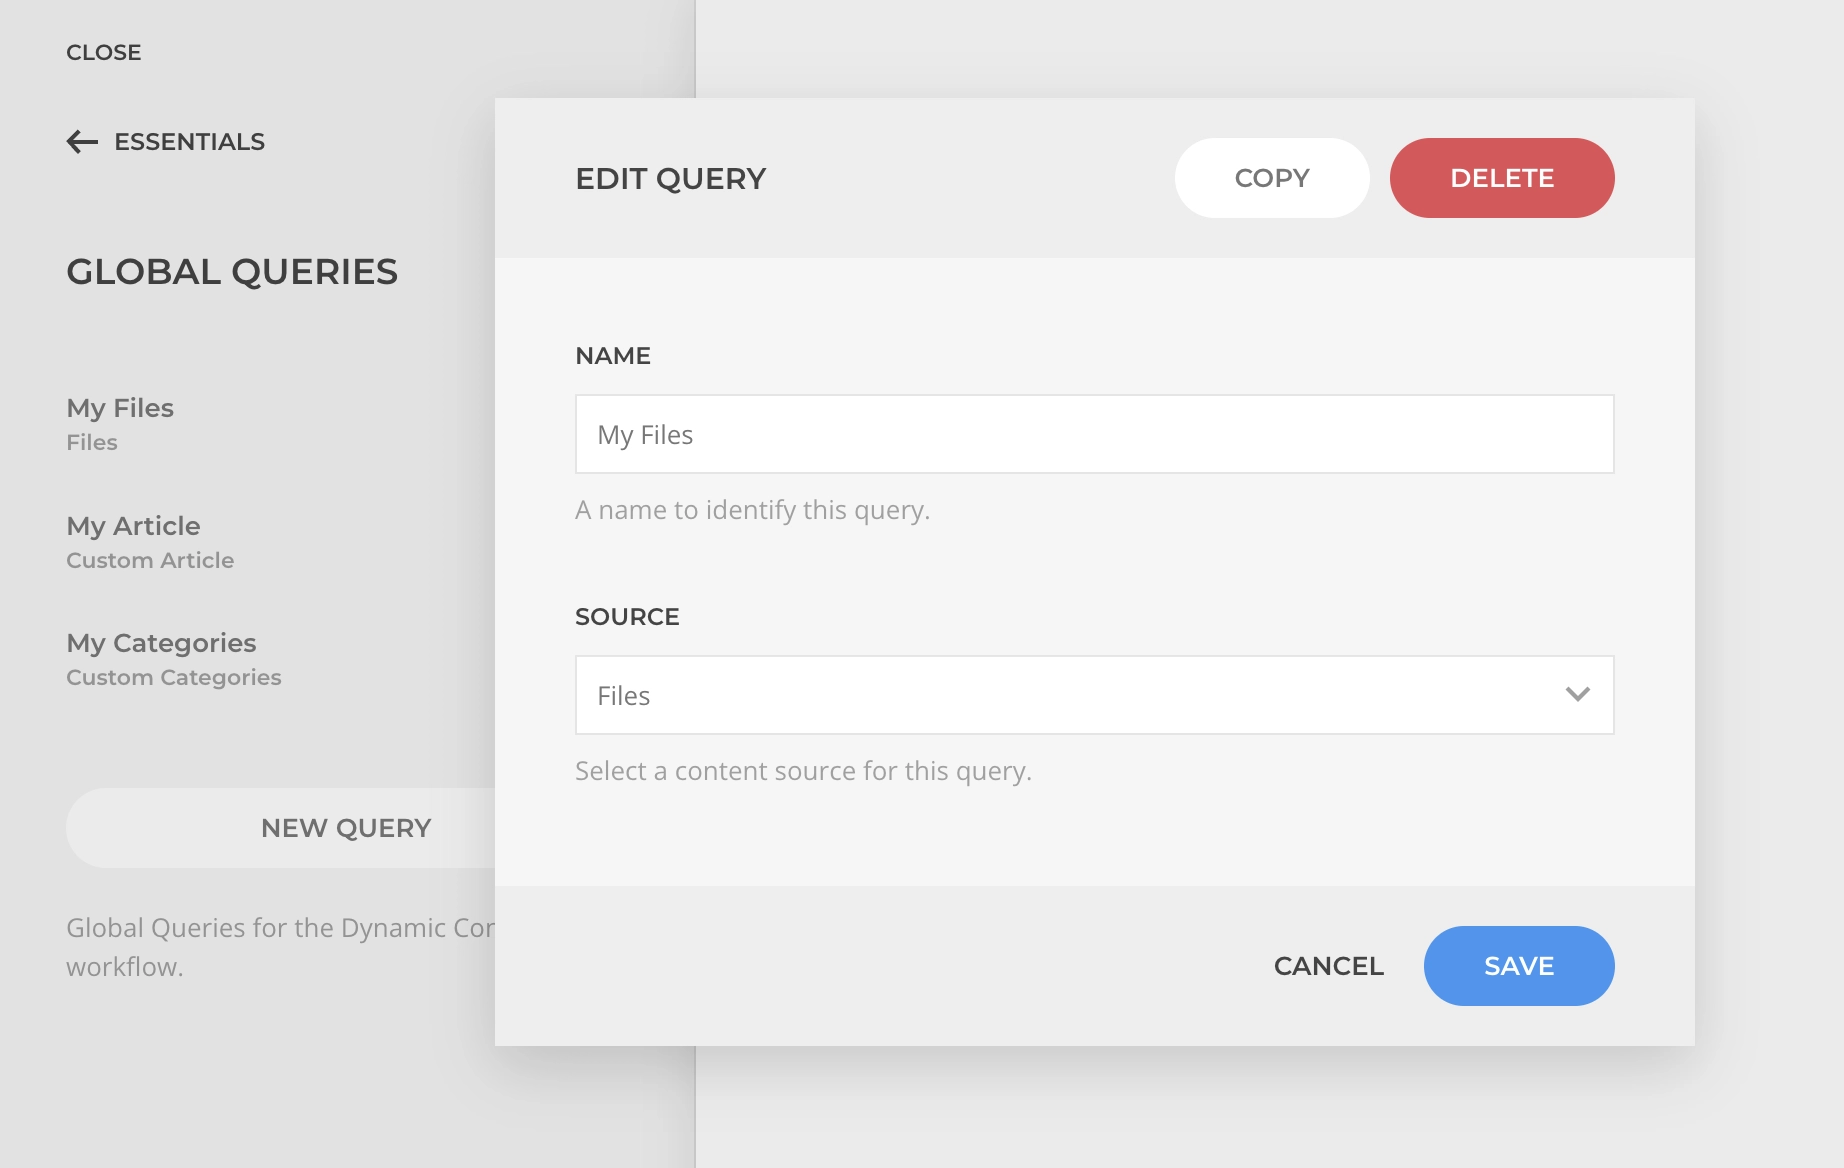 CLOSE
ESSENTIALS
GLOBAL QUERIES
My Files
Files
My Article
Custom Article
My Categories
Custom Categories
NEW QUERY
Global Queries for the Dynamic
workflow.
EDIT QUERY
COPY
DELETE
NAME
My Files
A name to identify this query.
SOURCE
Files
Select a content source for this query.
CANCEL
SAVE